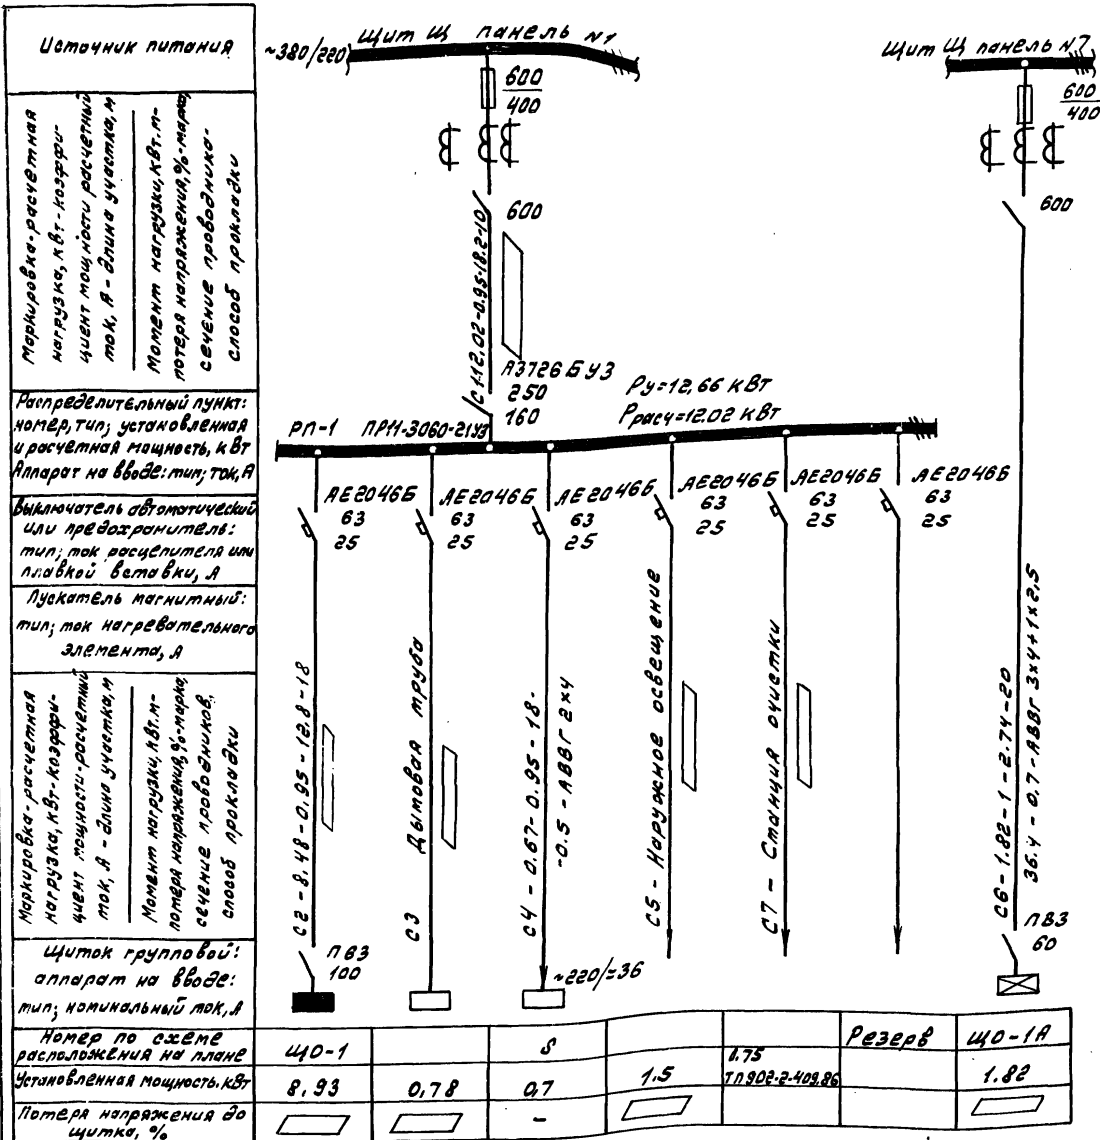 Источник питания
~380/220
Щит Щ панель N1
Щит Щ панель N7
600
400
600
400
Маркировка-расчетная
нагрузка, кВт-коэффи-
циент мощности расчетный
ток, А - длина участка, м
Момент нагрузки, кВт.м-
потеря напряжения, %-марка,
сечение проводника-
способ прокладки
600
600
С1-12.02-0.95-18.2-10
А3726БУ3
250
160
Ру=12,66 кВт
Ррасч=12.02 кВт
Распределительный пункт:
номер, тип; установленная
и расчетная мощность, кВт
Аппарат на вводе: тип; ток, А
РП-1 ПР11-3060-21У3
Выключатель автоматический
или предохранитель:
тип; ток расцепителя или
плавкой вставки, А
АЕ2046Б
63
25
АЕ2046Б
63
25
АЕ2046Б
63
25
АЕ2046Б
63
25
АЕ2046Б
63
25
АЕ2046Б
63
25
Пускатель магнитный:
тип; ток нагревательного
элемента, А
Маркировка-расчетная
нагрузка, кВт-коэффи-
циент мощности-расчетный
ток, А - длина участка, м
Момент нагрузки, кВт.м-
потеря напряжения, %-марка,
сечение проводников,
способ прокладки
С2-8,48-0,95-12.8-18
С3 Дымовая труба
С4-0.67-0.95-18-
-0.5-АВВГ 2х4
С5-Наружное освещение
С7-Станция очистки
С6-1.82-1-2.74-20
36.4-0,7-АВВГ 3х4+1х2,5
Щиток групповой:
аппарат на вводе:
тип; номинальный ток, А
ПВЗ
100
~220/=36
ПВЗ
60
Номер по схеме
расположения на плане
ЩО-1
8
Резерв
ЩО-1А
Установленная мощность, кВт
8,93
0,78
0,7
1.5
0.75
ТП902-2-409.86
1.82
Потеря напряжения до
щитка, %
-